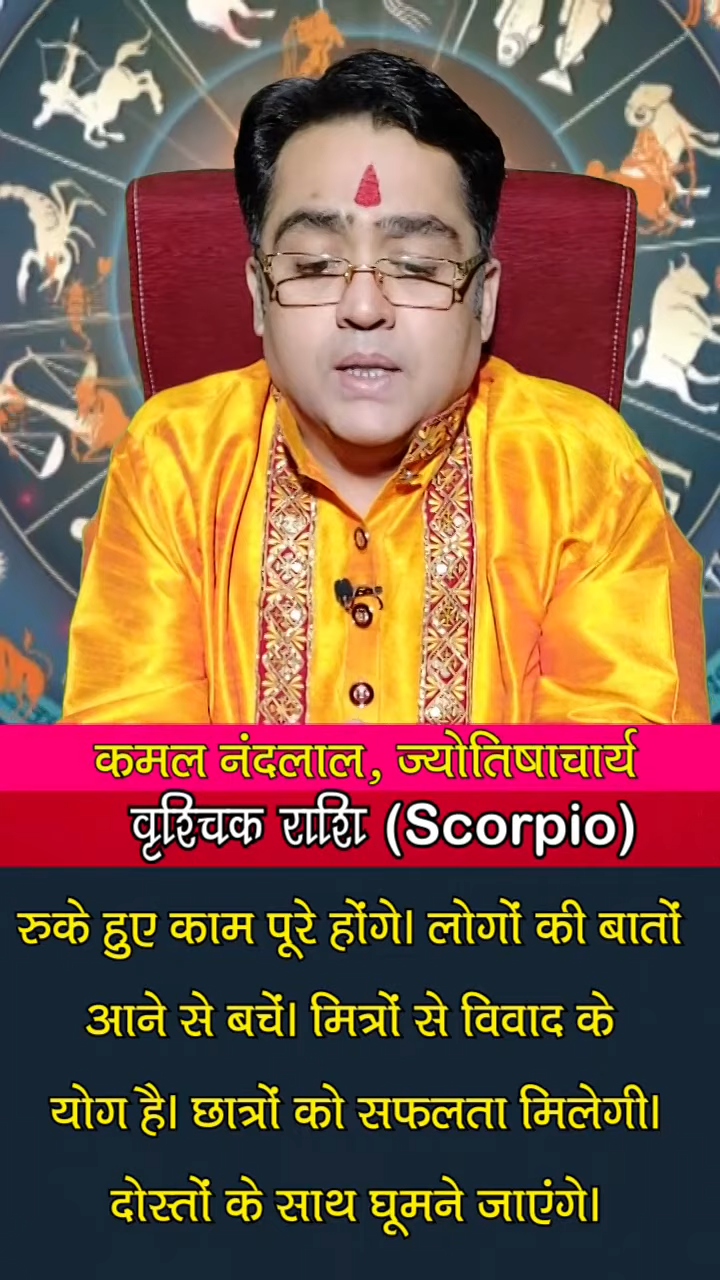 कमल नंदलाल, ज्योतिषाचार्य
वृश्चिक राशि (Scorpio)
रुके हुए काम पूरे होंगे। लोगों की बातों
आने से बचें। मित्रों से विवाद के
योग है। छात्रों को सफलता मिलेगी।
दोस्तों के साथ घूमने जाएंगे।